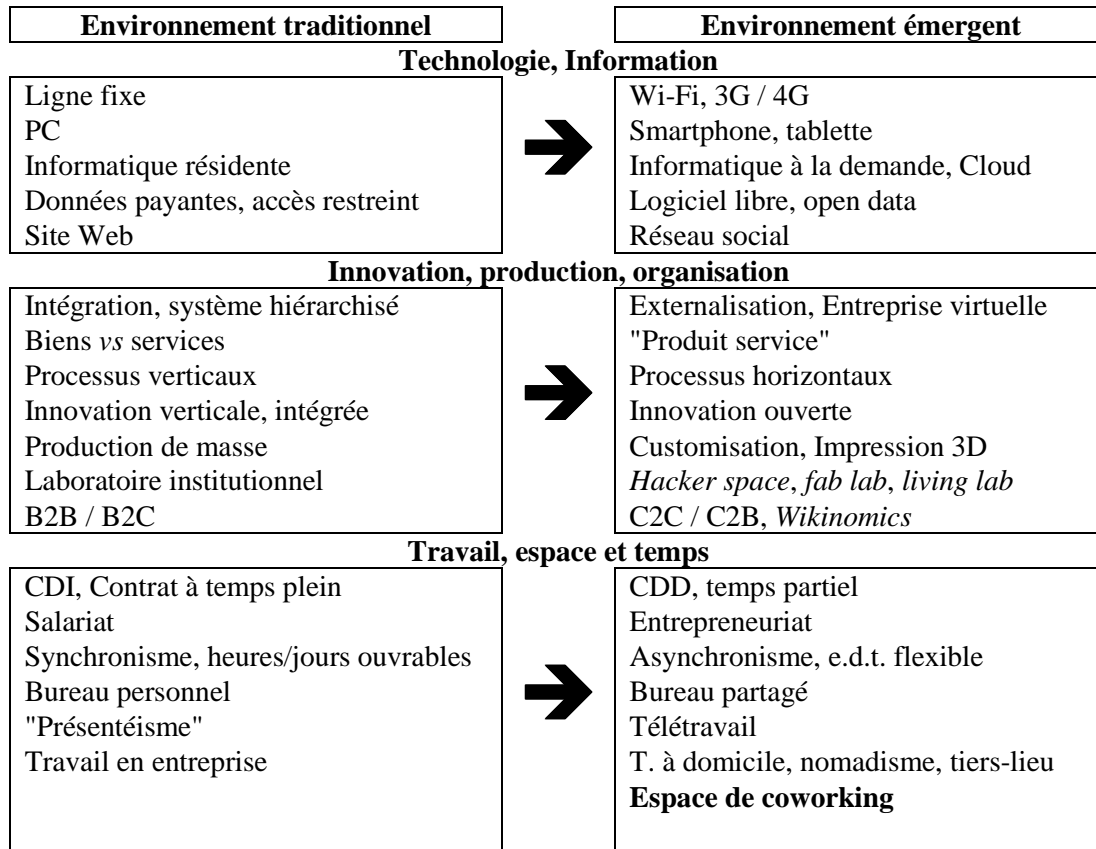 Environnement traditionnel
Environnement émergent
Technologie, Information
Ligne fixe
PC
Informatique résidente
Données payantes, accès restreint
Site Web
Wi-Fi, 3G / 4G
Smartphone, tablette
Informatique à la demande, Cloud
Logiciel libre, open data
Réseau social
Innovation, production, organisation
Intégration, système hiérarchisé
Biens vs services
Processus verticaux
Innovation verticale, intégrée
Production de masse
Laboratoire institutionnel
B2B / B2C
Externalisation, Entreprise virtuelle
"Produit service"
Processus horizontaux
Innovation ouverte
Customisation, Impression 3D
Hacker space, fab lab, living lab
C2C / C2B, Wikinomics
Travail, espace et temps
CDI, Contrat à temps plein
Salariat
Synchronisme, heures/jours ouvrables
Bureau personnel
"Présentéisme"
Travail en entreprise
CDD, temps partiel
Entrepreneuriat
Asynchronisme, e.d.t. flexible
Bureau partagé
Télétravail
T. à domicile, nomadisme, tiers-lieu
Espace de coworking